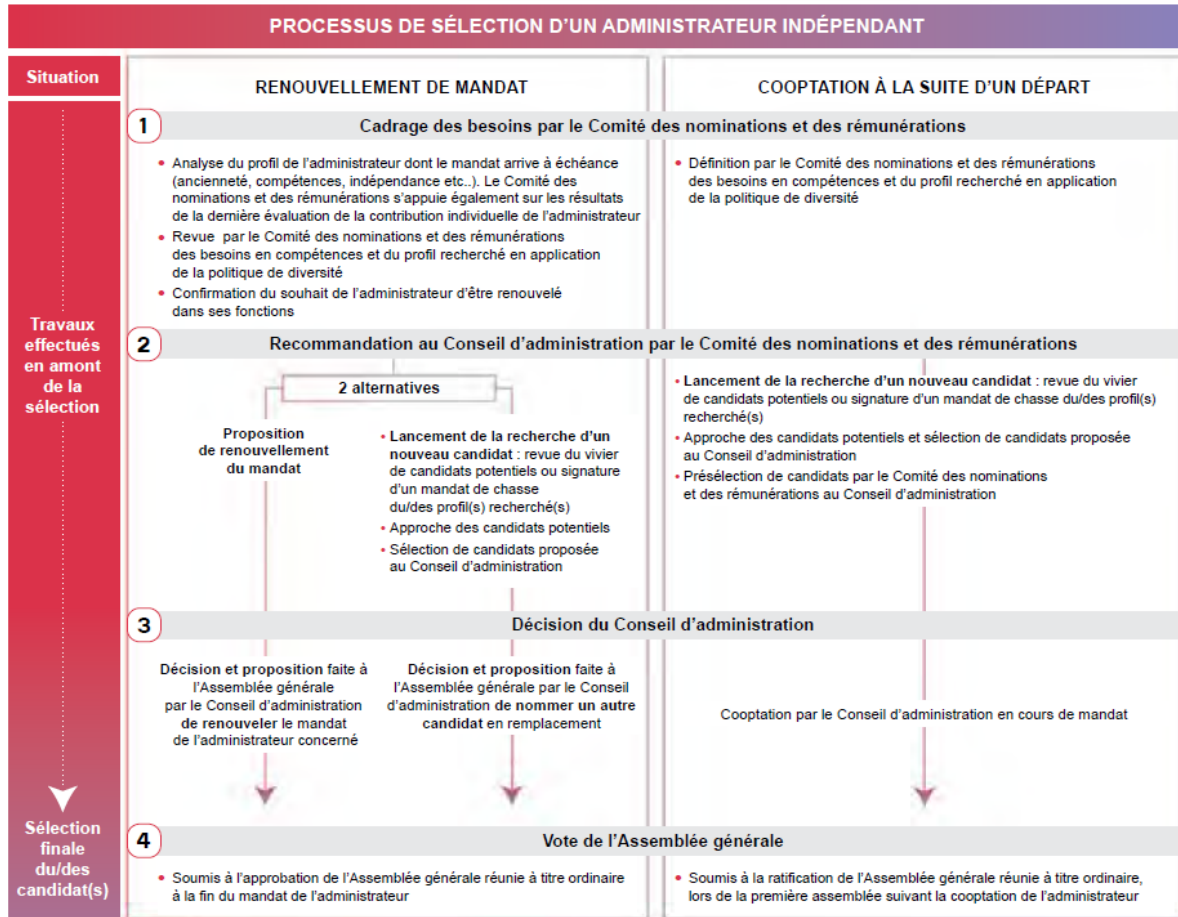 PROCESSUS DE SÉLECTION D'UN ADMINISTRATEUR INDÉPENDANT
Situation
RENOUVELLEMENT DE MANDAT
COOPTATION À LA SUITE D'UN DÉPART
1
Cadrage des besoins par le Comité des nominations et des rémunérations
• Analyse du profil de l'administrateur dont le mandat arrive à échéance
(ancienneté, compétences, indépendance etc..). Le Comité des
nominations et des rémunérations s'appuie également sur les résultats
de la dernière évaluation de la contribution individuelle de l'administrateur
• Revue par le Comité des nominations et des rémunérations
des besoins en compétences et du profil recherché en application
de la politique de diversité
• Confirmation du souhait de l'administrateur d'être renouvelé
dans ses fonctions
• Définition par le Comité des nominations et des rémunérations
des besoins en compétences et du profil recherché en application
de la politique de diversité
Travaux
effectués
en amont
de la
sélection
2
Recommandation au Conseil d'administration par le Comité des nominations et des rémunérations
2 alternatives
Proposition
de renouvellement
du mandat
• Lancement de la recherche d'un
nouveau candidat : revue du vivier
de candidats potentiels ou signature
d'un mandat de chasse
du/des profil(s) recherché(s)
• Approche des candidats potentiels
• Sélection de candidats proposée
au Conseil d'administration
• Lancement de la recherche d'un nouveau candidat : revue du vivier
de candidats potentiels ou signature d'un mandat de chasse du/des profil(s)
recherché(s)
• Approche des candidats potentiels et sélection de candidats proposée
au Conseil d'administration
• Présélection de candidats par le Comité des nominations
et des rémunérations au Conseil d'administration
3
Décision du Conseil d'administration
Décision et proposition faite à
l'Assemblée générale
par le Conseil d'administration
de renouveler le mandat
de l'administrateur concerné
Décision et proposition faite à
l'Assemblée générale par le Conseil
d'administration de nommer un autre
candidat en remplacement
Cooptation par le Conseil d'administration en cours de mandat
Sélection
finale
du/des
candidat(s)
4
Vote de l'Assemblée générale
• Soumis à l'approbation de l'Assemblée générale réunie à titre ordinaire
à la fin du mandat de l'administrateur
• Soumis à la ratification de l'Assemblée générale réunie à titre ordinaire,
lors de la première assemblée suivant la cooptation de l'administrateur